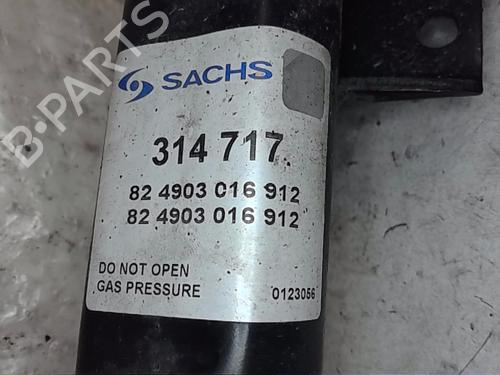 B-PARTS
SACHS
314 717
82 4903 016 912
82 4903 016 912
DO NOT OPEN
GAS PRESSURE 0123056